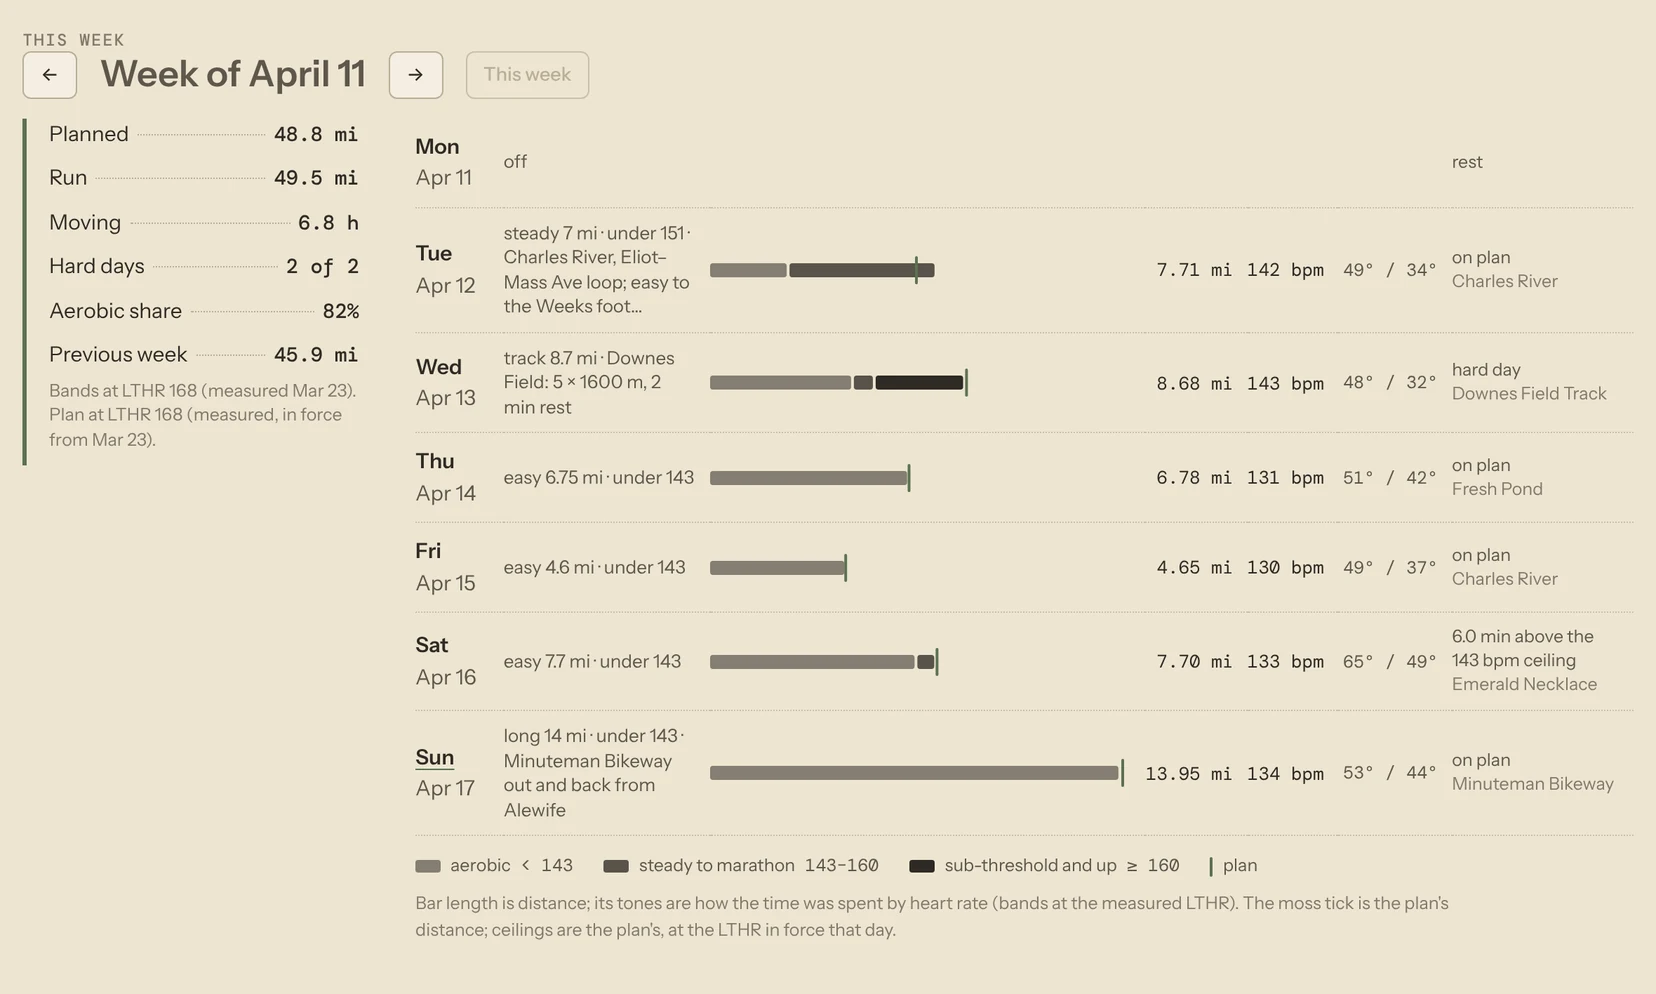 THIS WEEK
← Week of April 11 → This week
Planned 48.8 mi
Run 49.5 mi
Moving 6.8 h
Hard days 2 of 2
Aerobic share 82%
Previous week 45.9 mi
Bands at LTHR 168 (measured Mar 23).
Plan at LTHR 168 (measured, in force
from Mar 23).
Mon
Apr 11
off
rest
Tue
Apr 12
steady 7 mi · under 151 ·
Charles River, Eliot–
Mass Ave loop; easy to
the Weeks foot…
7.71 mi 142 bpm 49° / 34°
on plan
Charles River
Wed
Apr 13
track 8.7 mi · Downes
Field: 5 × 1600 m, 2
min rest
8.68 mi 143 bpm 48° / 32°
hard day
Downes Field Track
Thu
Apr 14
easy 6.75 mi · under 143
6.78 mi 131 bpm 51° / 42°
on plan
Fresh Pond
Fri
Apr 15
easy 4.6 mi · under 143
4.65 mi 130 bpm 49° / 37°
on plan
Charles River
Sat
Apr 16
easy 7.7 mi · under 143
7.70 mi 133 bpm 65° / 49°
6.0 min above the
143 bpm ceiling
Emerald Necklace
Sun
Apr 17
long 14 mi · under 143 ·
Minuteman Bikeway
out and back from
Alewife
13.95 mi 134 bpm 53° / 44°
on plan
Minuteman Bikeway
aerobic < 143 steady to marathon 143–160 sub-threshold and up ≥ 160 plan
Bar length is distance; its tones are how the time was spent by heart rate (bands at the measured LTHR). The moss tick is the plan's
distance; ceilings are the plan's, at the LTHR in force that day.